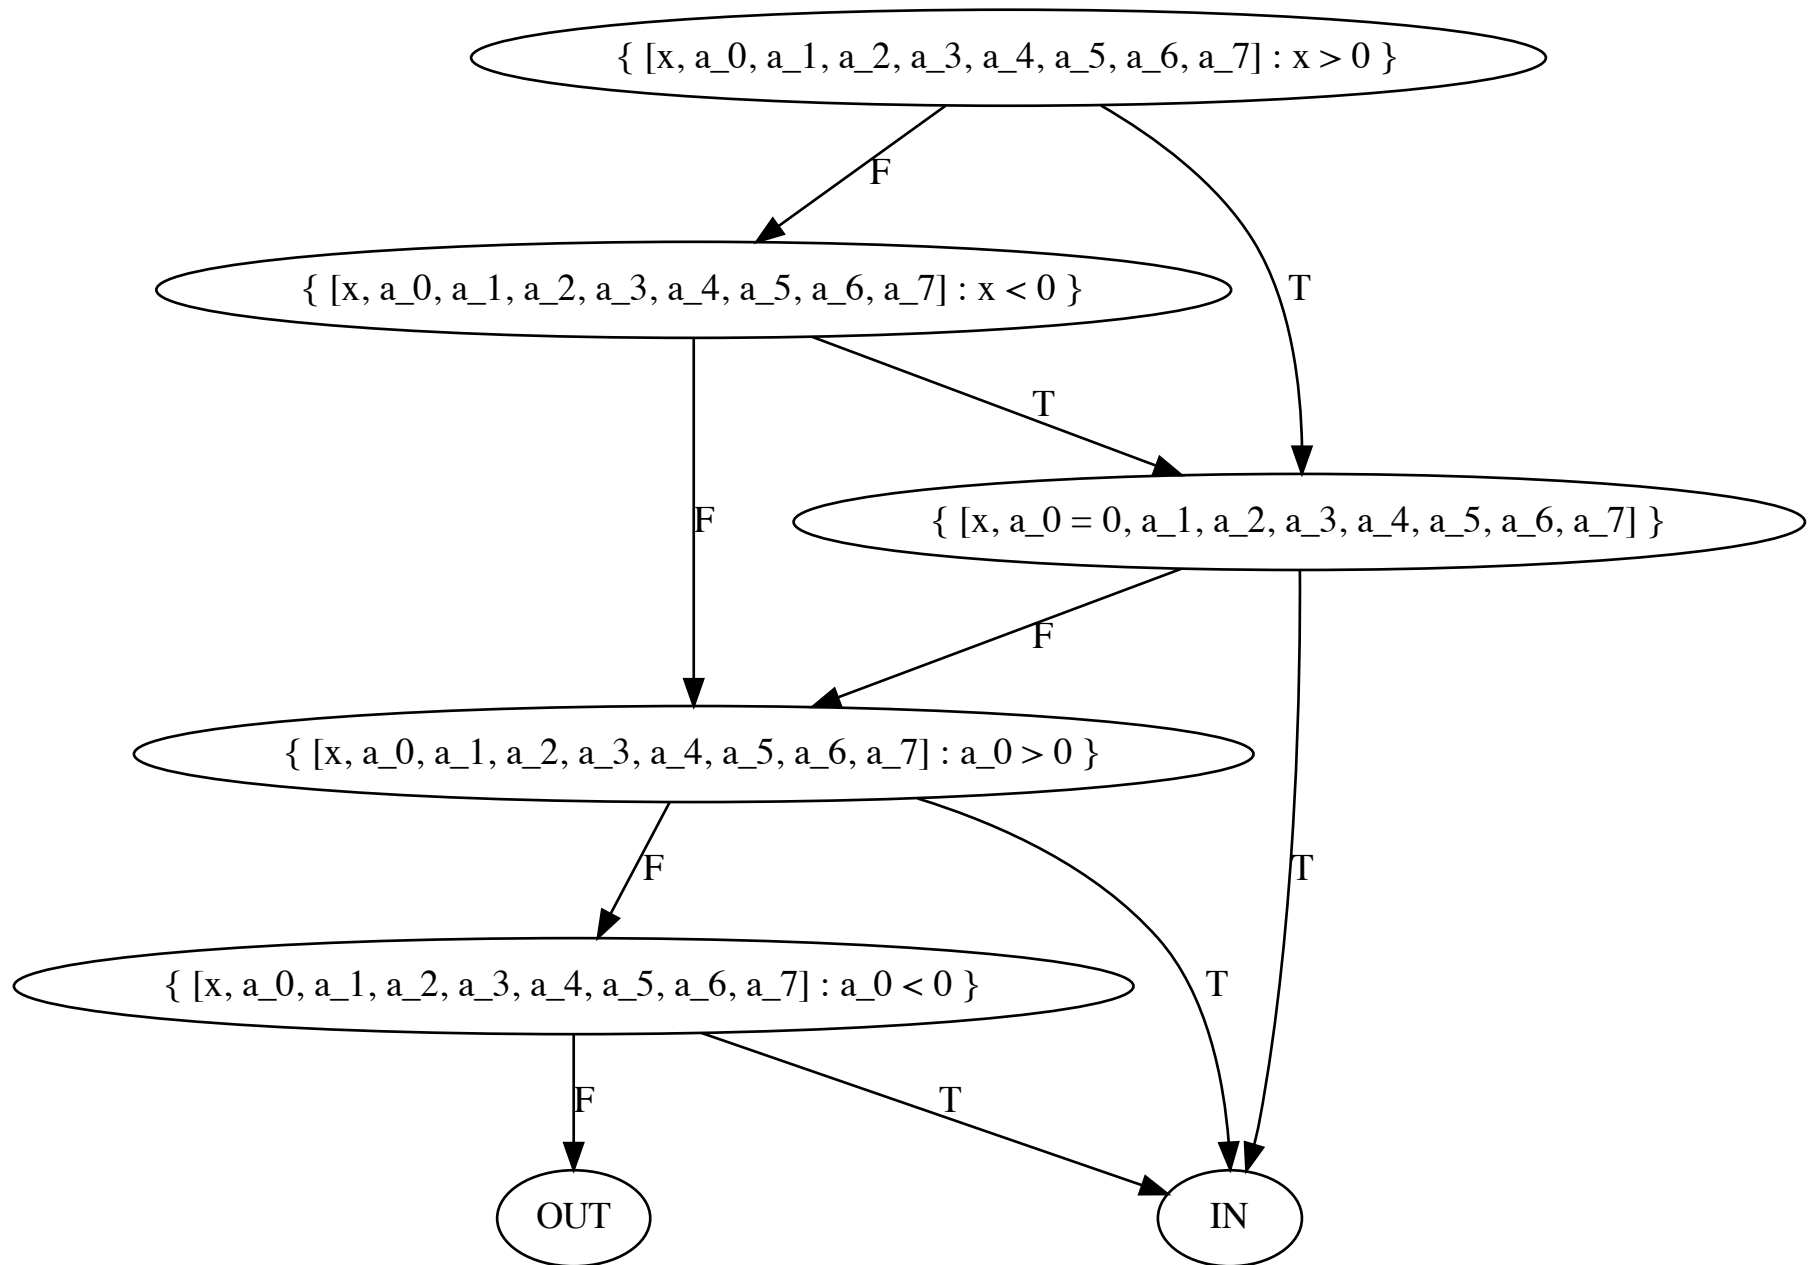 { [x, a_0, a_1, a_2, a_3, a_4, a_5, a_6, a_7] : x > 0 }
F
{ [x, a_0, a_1, a_2, a_3, a_4, a_5, a_6, a_7] : x < 0 }
T
T
F
{ [x, a_0 = 0, a_1, a_2, a_3, a_4, a_5, a_6, a_7] }
F
{ [x, a_0, a_1, a_2, a_3, a_4, a_5, a_6, a_7] : a_0 > 0 }
F
T
{ [x, a_0, a_1, a_2, a_3, a_4, a_5, a_6, a_7] : a_0 < 0 }
T
F
T
OUT
IN